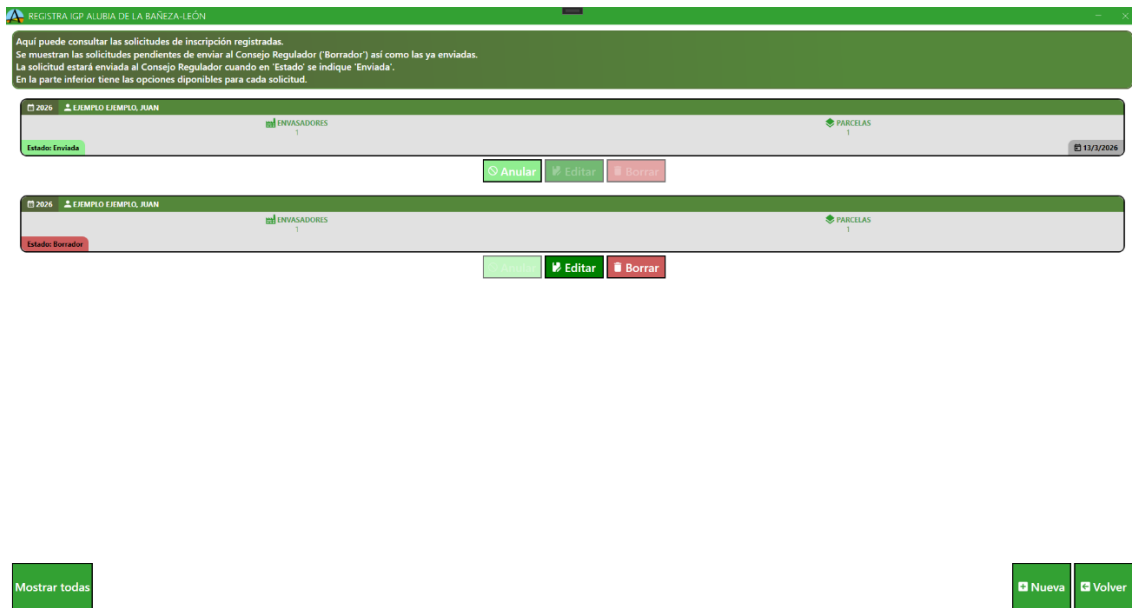 REGISTRA IGP ALUBIA DE LA BAÑEZA-LEÓN
Aquí puede consultar las solicitudes de inscripción registradas.
Se muestran las solicitudes pendientes de enviar al Consejo Regulador ('Borrador') así como las ya enviadas.
La solicitud estará enviada al Consejo Regulador cuando en 'Estado' se indique 'Enviada'.
En la parte inferior tiene las opciones diponibles para cada solicitud.
2026 EJEMPLO EJEMPLO, JUAN
ENVASADORES PARCELAS
1 1
Estado: Enviada 13/3/2026
Anular Editar Borrar
2026 EJEMPLO EJEMPLO, JUAN
ENVASADORES PARCELAS
1 1
Estado: Borrador
Anular Editar Borrar
Mostrar todas Nueva Volver